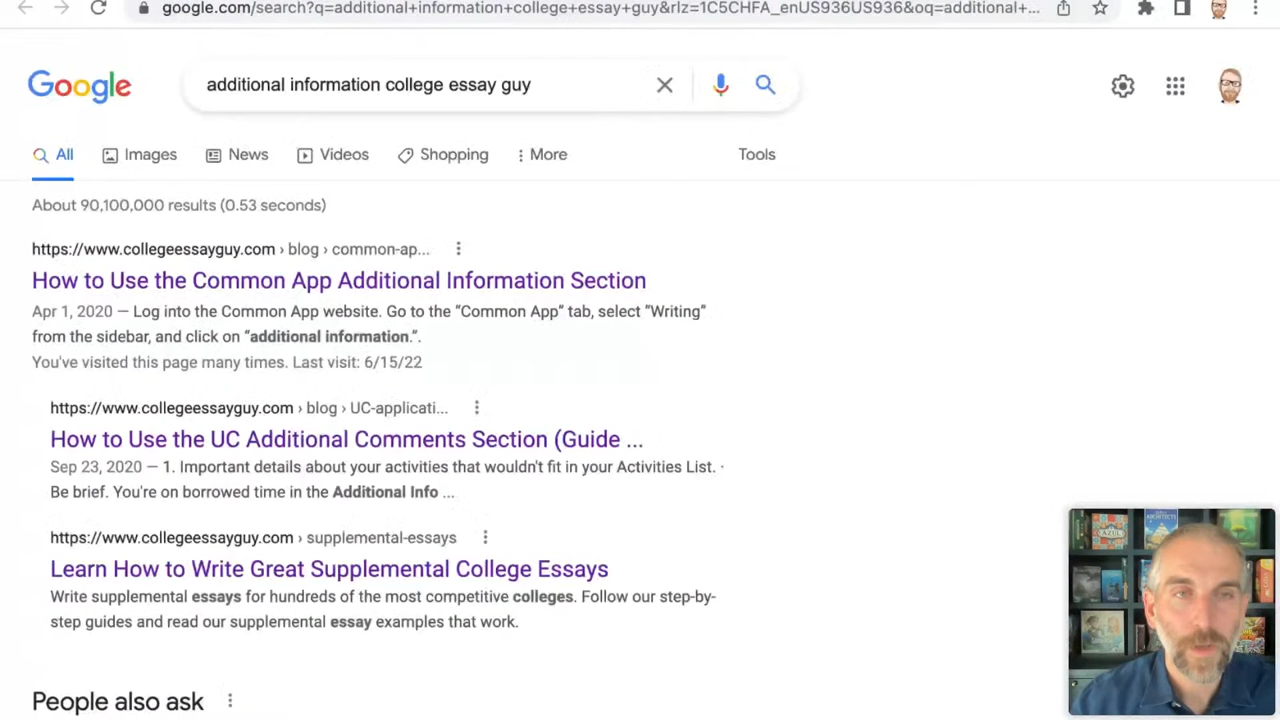 google.com/search?q=additional+information+college+essay+guy&rlz=1C5CHFA_enUS936US936&oq=additional+...
Google
additional information college essay guy
All
Images
News
Videos
Shopping
More
Tools
About 90,100,000 results (0.53 seconds)
https://www.collegeessayguy.com › blog › common-ap...
How to Use the Common App Additional Information Section
Apr 1, 2020 — Log into the Common App website. Go to the “Common App” tab, select “Writing”
from the sidebar, and click on “additional information.”.
You've visited this page many times. Last visit: 6/15/22
https://www.collegeessayguy.com › blog › UC-applicati...
How to Use the UC Additional Comments Section (Guide ...
Sep 23, 2020 — 1. Important details about your activities that wouldn't fit in your Activities List. ·
Be brief. You're on borrowed time in the Additional Info ...
https://www.collegeessayguy.com › supplemental-essays
Learn How to Write Great Supplemental College Essays
Write supplemental essays for hundreds of the most competitive colleges. Follow our step-by-
step guides and read our supplemental essay examples that work.
People also ask
ARCHITECTS
AZUL